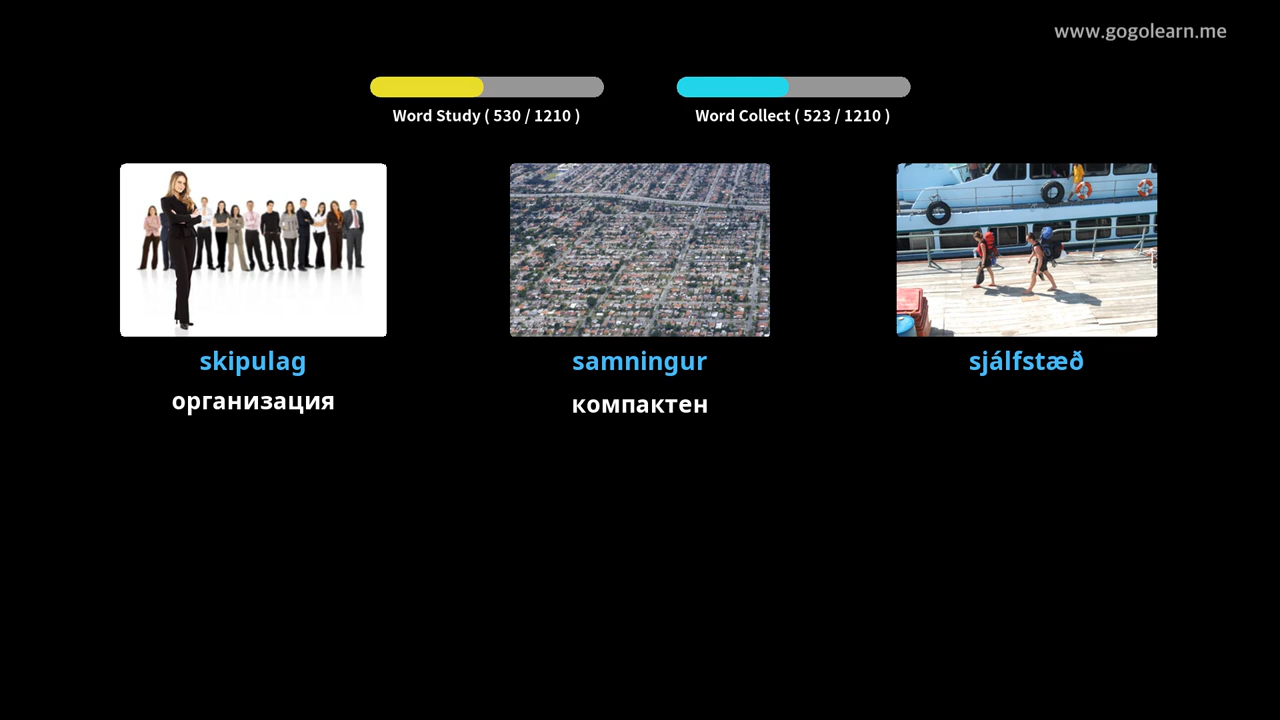 www.gogolearn.me
Word Study ( 530 / 1210 )
Word Collect ( 523 / 1210 )
skipulag
samningur
sjálfstæð
организация
компактен